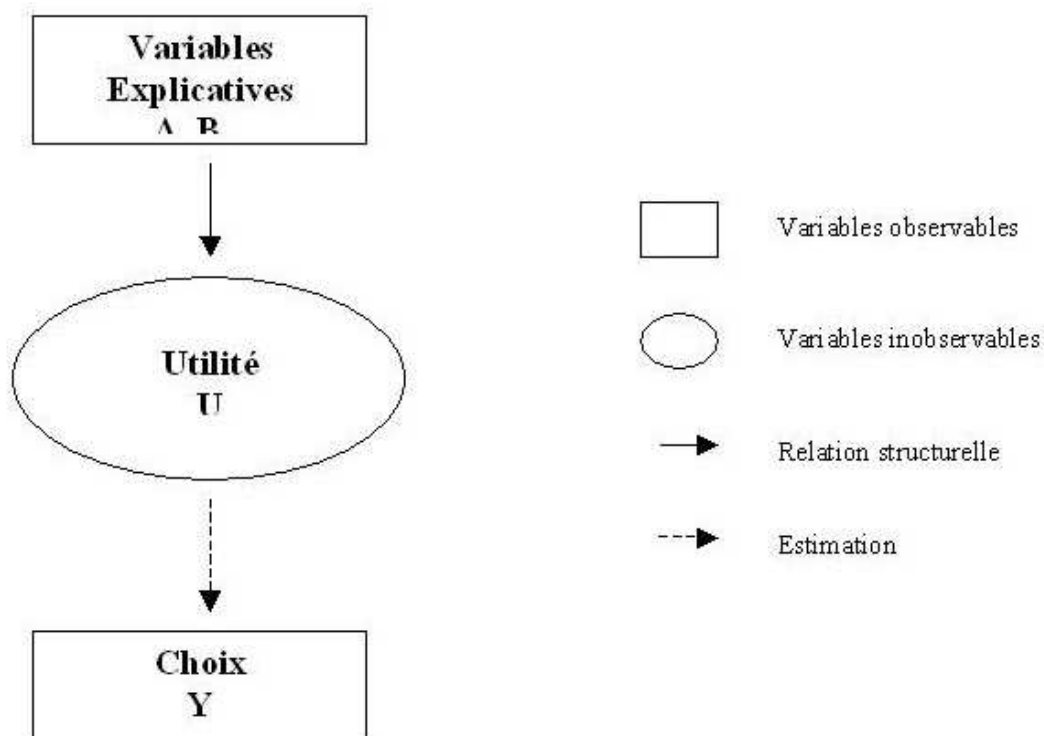 Variables
Explicatives
A B
Utilité
U
Choix
Y
Variables observables
Variables inobservables
Relation structurelle
Estimation